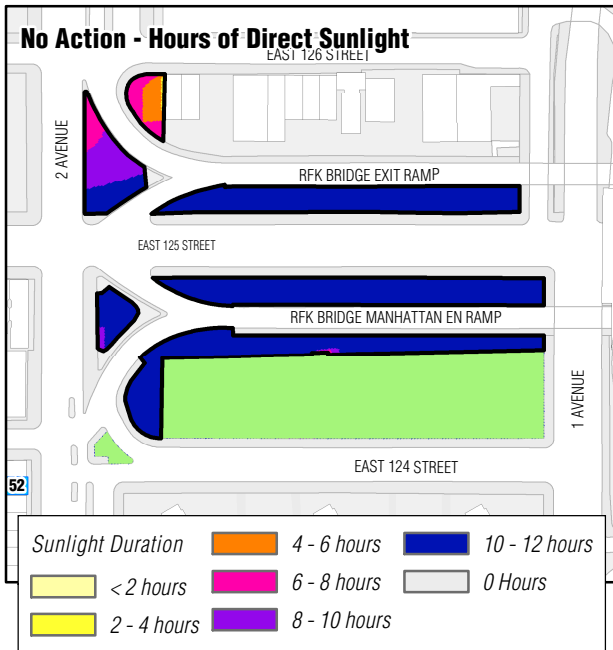 No Action - Hours of Direct Sunlight
EAST 126 STREET
2 AVENUE
RFK BRIDGE EXIT RAMP
EAST 125 STREET
RFK BRIDGE MANHATTAN EN RAMP
1 AVENUE
EAST 124 STREET
52
Sunlight Duration
< 2 hours
2 - 4 hours
4 - 6 hours
6 - 8 hours
8 - 10 hours
10 - 12 hours
0 Hours